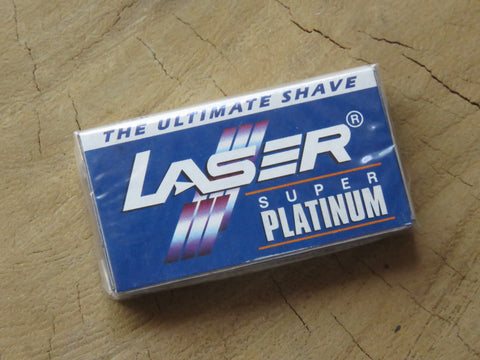 THE ULTIMATE SHAVE
LASER®
SUPER
PLATINUM